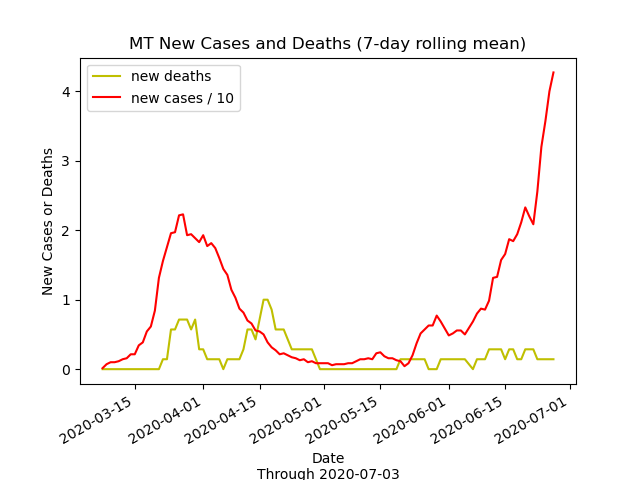 MT New Cases and Deaths (7-day rolling mean)
new deaths
new cases / 10
New Cases or Deaths
4
3
2
1
0
2020-03-15
2020-04-01
2020-04-15
2020-05-01
2020-05-15
2020-06-01
2020-06-15
2020-07-01
Date
Through 2020-07-03